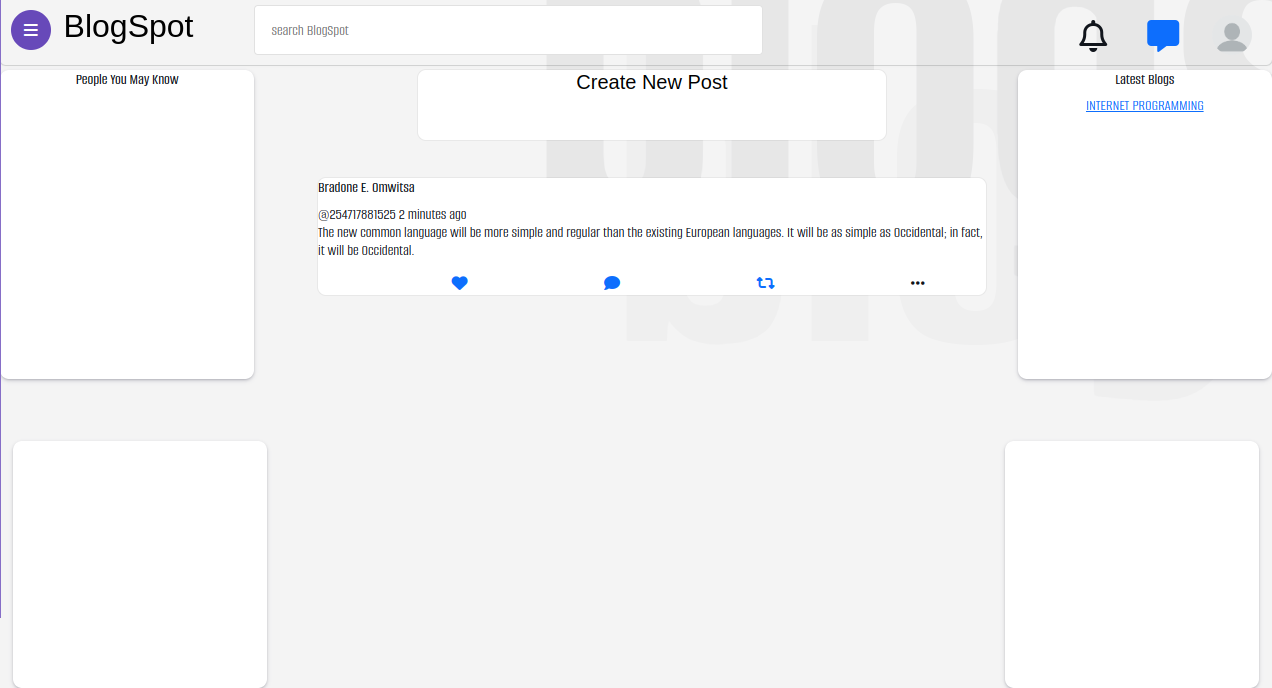 BlogSpot
search BlogSpot
People You May Know
Create New Post
Latest Blogs
INTERNET PROGRAMMING
Bradone E. Omwitsa
@254717881525 2 minutes ago
The new common language will be more simple and regular than the existing European languages. It will be as simple as Occidental; in fact,
it will be Occidental.